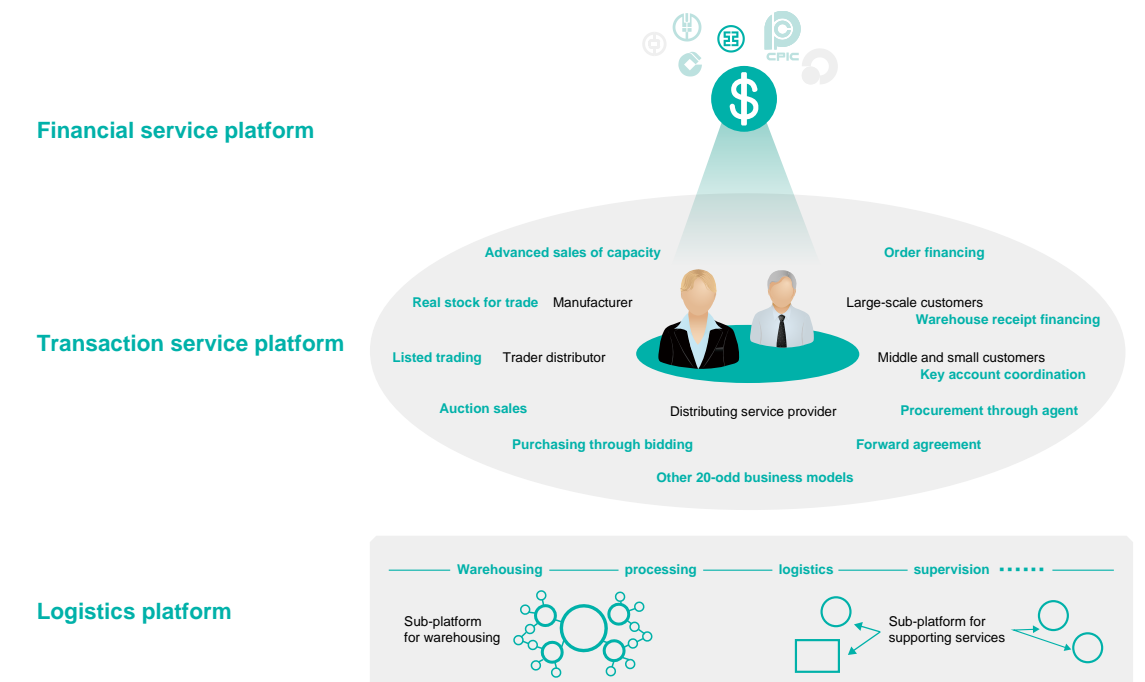 CPIC
Financial service platform
Advanced sales of capacity
Order financing
Real stock for trade
Manufacturer
Large-scale customers
Warehouse receipt financing
Transaction service platform
Listed trading
Trader distributor
Middle and small customers
Key account coordination
Auction sales
Distributing service provider
Procurement through agent
Purchasing through bidding
Forward agreement
Other 20-odd business models
Warehousing
processing
logistics
supervision ······
Logistics platform
Sub-platform
for warehousing
Sub-platform for
supporting services